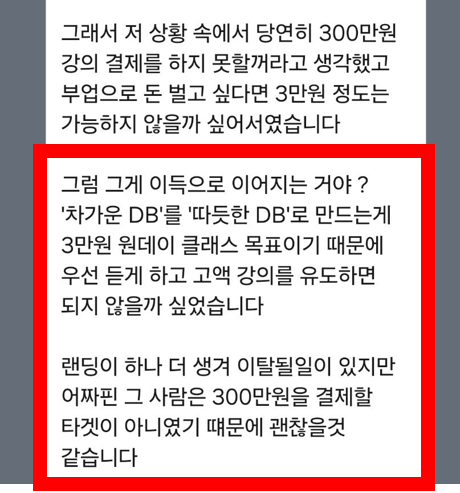 그래서 저 상황 속에서 당연히 300만원
강의 결제를 하지 못할꺼라고 생각했고
부업으로 돈 벌고 싶다면 3만원 정도는
가능하지 않을까 싶어서였습니다
그럼 그게 이득으로 이어지는 거야 ?
'차가운 DB'를 '따듯한 DB'로 만드는게
3만원 원데이 클래스 목표이기 때문에
우선 듣게 하고 고액 강의를 유도하면
되지 않을까 싶었습니다
랜딩이 하나 더 생겨 이탈될일이 있지만
어짜핀 그 사람은 300만원을 결제할
타겟이 아니였기 떄문에 괜찮을것
같습니다